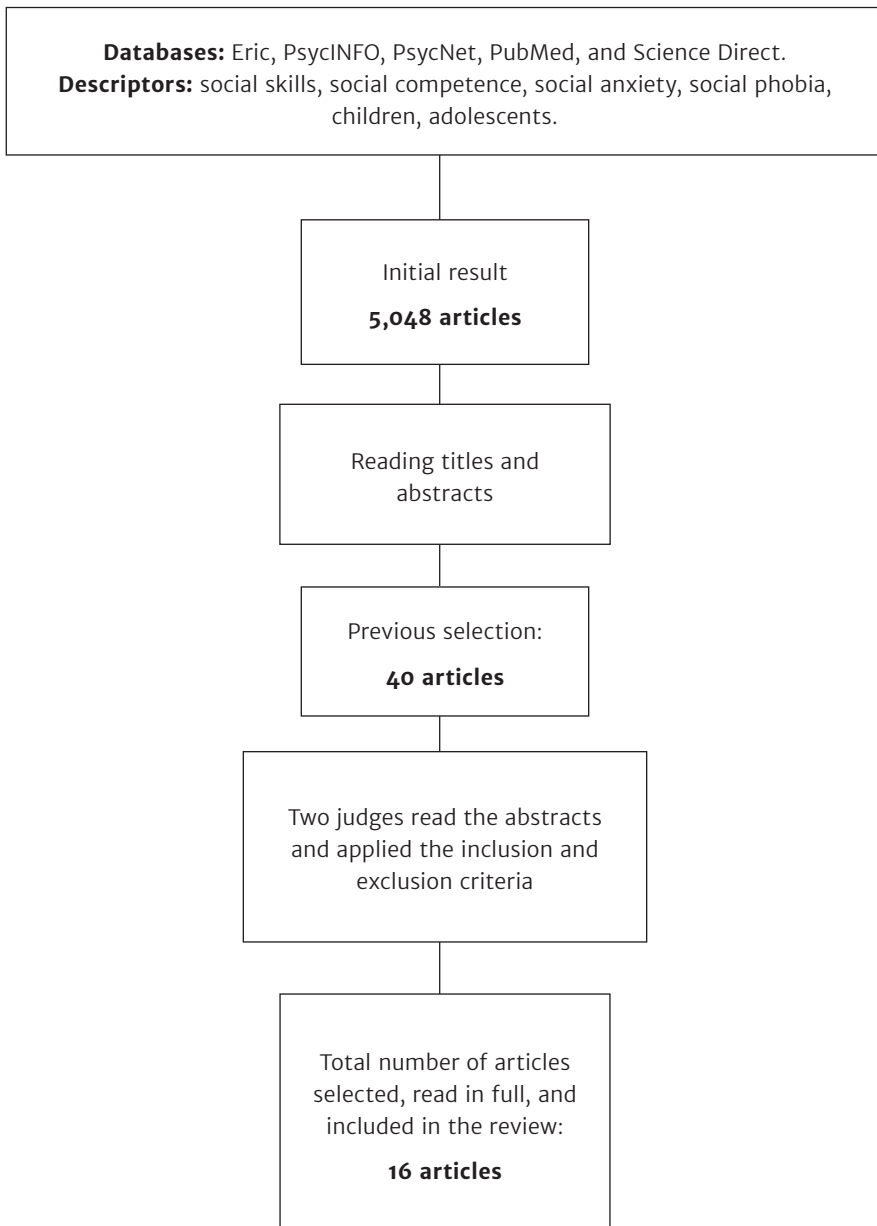 Databases: Eric, PsycINFO, PsycNet, PubMed, and Science Direct.
Descriptors: social skills, social competence, social anxiety, social phobia,
children, adolescents.
Initial result
5,048 articles
Reading titles and
abstracts
Previous selection:
40 articles
Two judges read the abstracts
and applied the inclusion and
exclusion criteria
Total number of articles
selected, read in full, and
included in the review:
16 articles